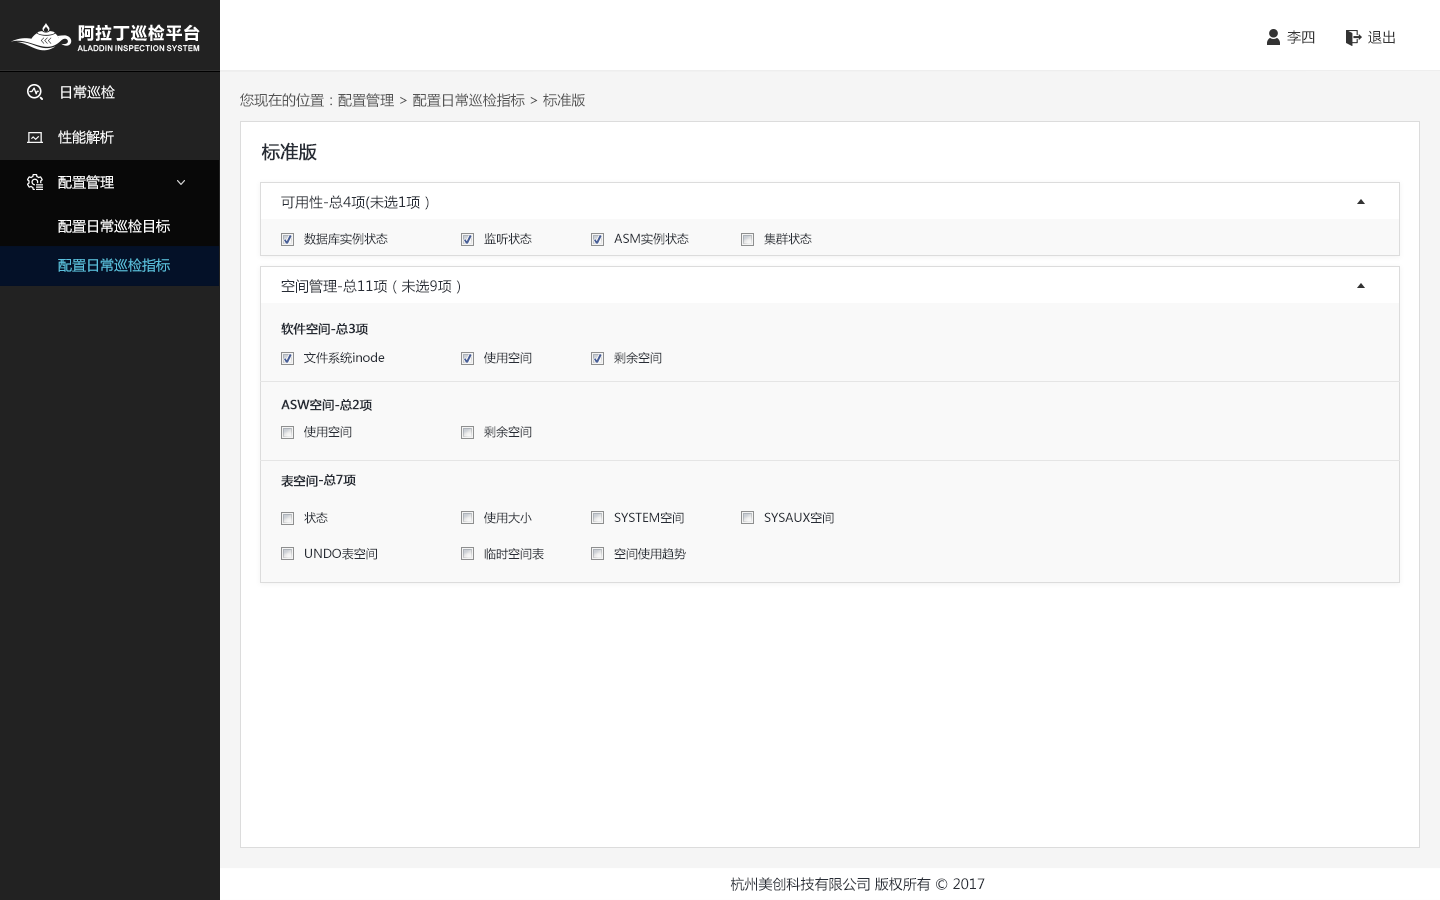 阿拉丁巡检平台
ALADDIN INSPECTION SYSTEM
李四 退出
日常巡检
性能解析
配置管理
配置日常巡检目标
配置日常巡检指标
您现在的位置：配置管理 > 配置日常巡检指标 > 标准版
标准版
可用性-总4项(未选1项）
数据库实例状态 监听状态 ASM实例状态 集群状态
空间管理-总11项（未选9项）
软件空间-总3项
文件系统inode 使用空间 剩余空间
ASW空间-总2项
使用空间 剩余空间
表空间-总7项
状态 使用大小 SYSTEM空间 SYSAUX空间
UNDO表空间 临时空间表 空间使用趋势
杭州美创科技有限公司 版权所有 © 2017